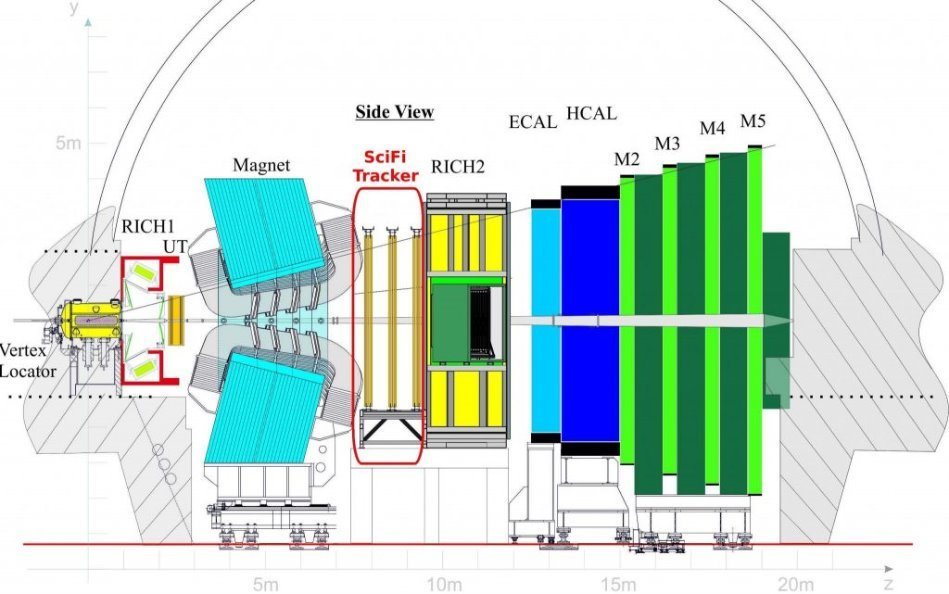 y
5m
Side View
ECAL
HCAL
M5
M4
M3
M2
Magnet
SciFi
Tracker
RICH2
RICH1
UT
Vertex
Locator
5m
10m
15m
20m
z